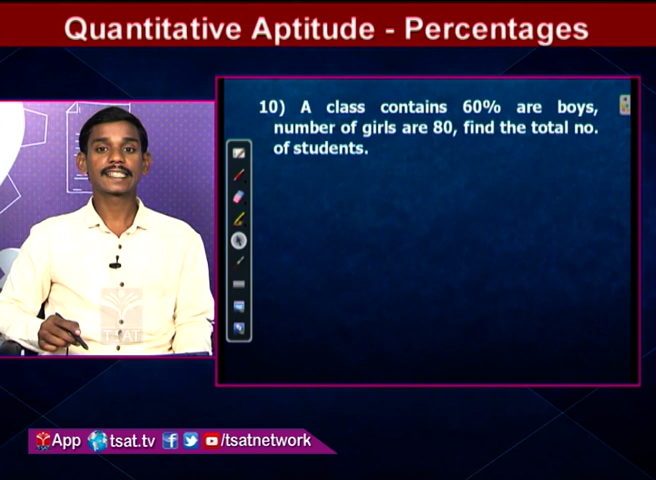 Quantitative Aptitude - Percentages
10) A class contains 60% are boys,
number of girls are 80, find the total no.
of students.
TSAT
App tsat.tv /tsatnetwork